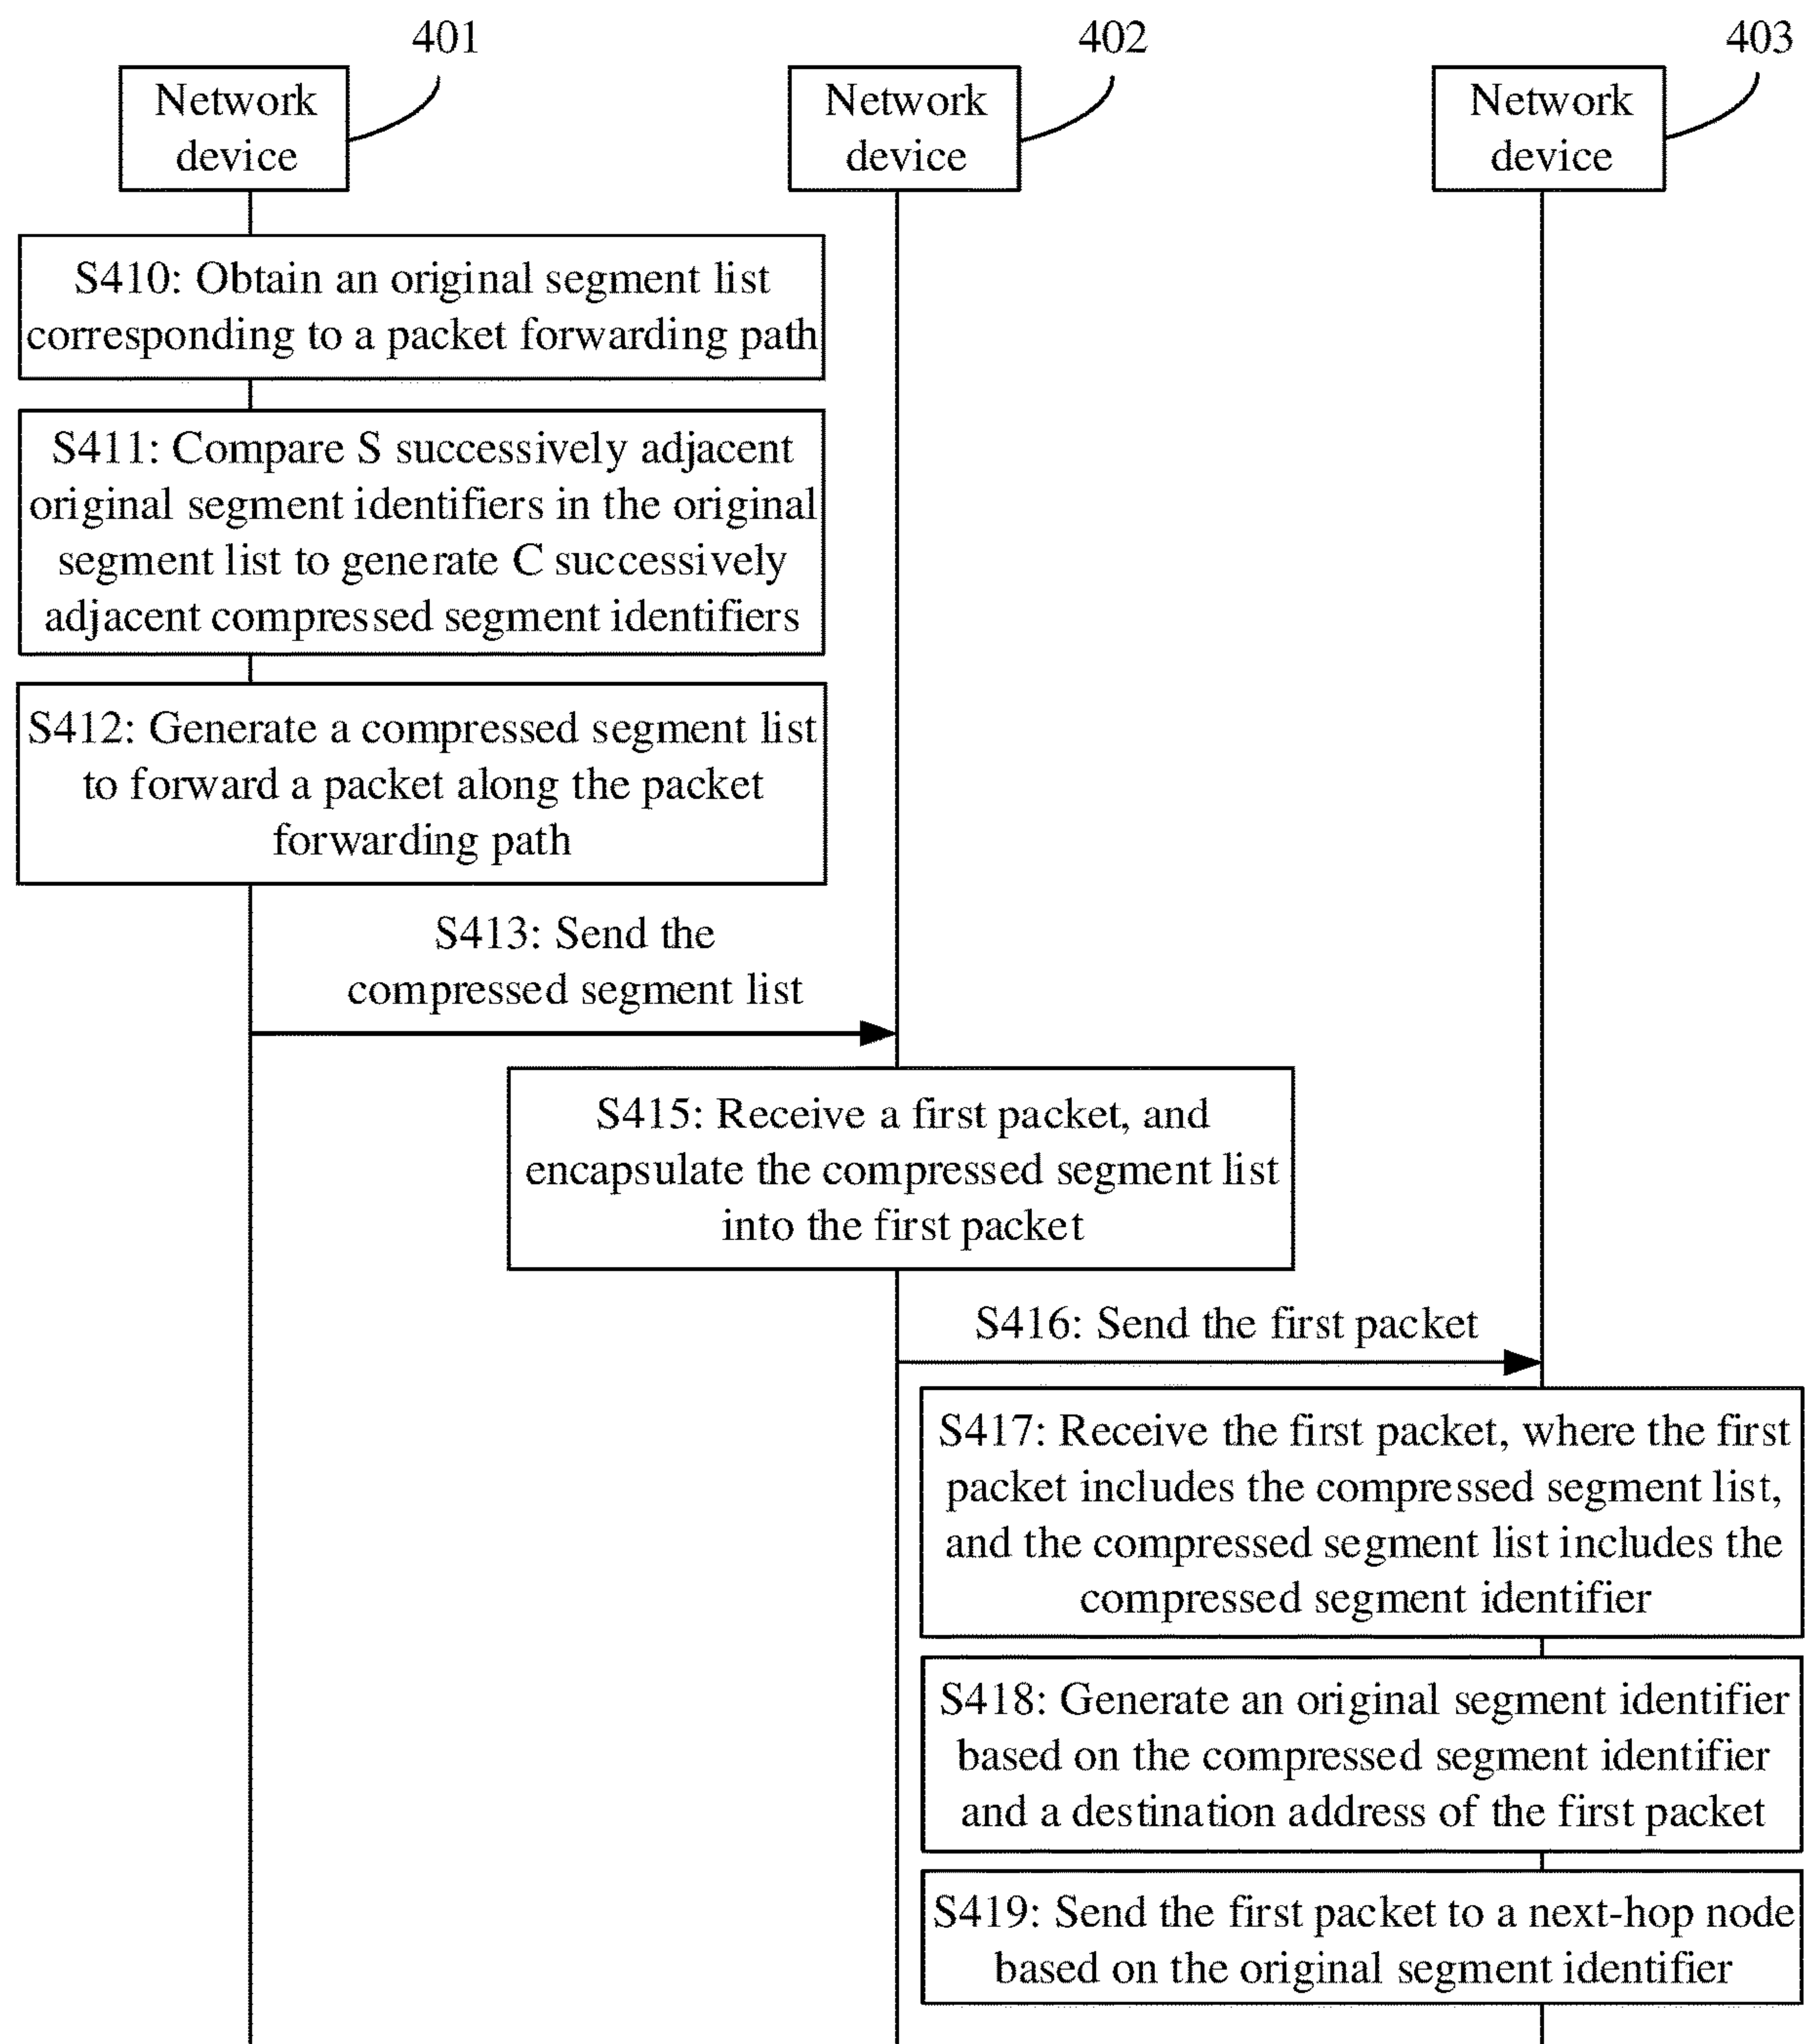 401
402
403
Network
device
Network
device
Network
device
S410: Obtain an original segment list
corresponding to a packet forwarding path
S411: Compare S successively adjacent
original segment identifiers in the original
segment list to generate C successively
adjacent compressed segment identifiers
S412: Generate a compressed segment list
to forward a packet along the packet
forwarding path
S413: Send the
compressed segment list
S415: Receive a first packet, and
encapsulate the compressed segment list
into the first packet
S416: Send the first packet
S417: Receive the first packet, where the first
packet includes the compressed segment list,
and the compressed segment list includes the
compressed segment identifier
S418: Generate an original segment identifier
based on the compressed segment identifier
and a destination address of the first packet
S419: Send the first packet to a next-hop node
based on the original segment identifier